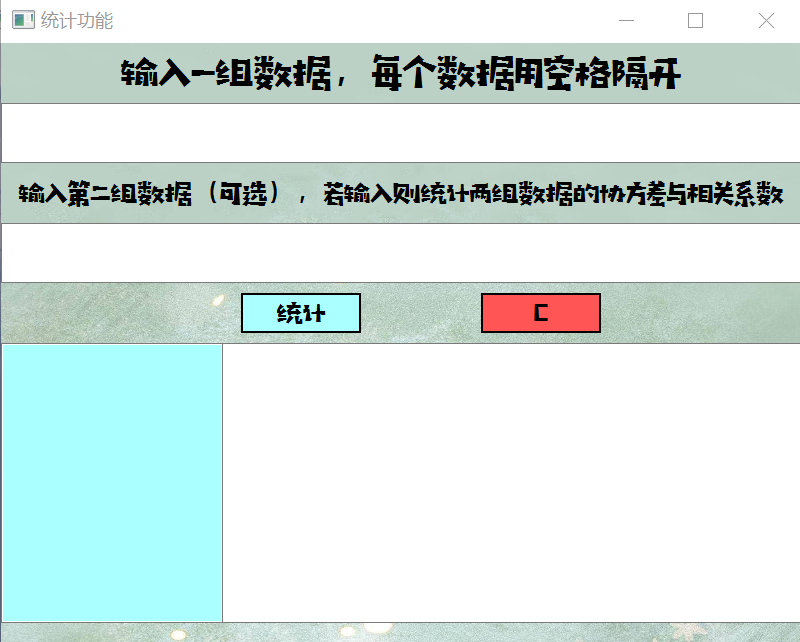 统计功能
输入一组数据，每个数据用空格隔开
输入第二组数据（可选），若输入则统计两组数据的协方差与相关系数
统计
C